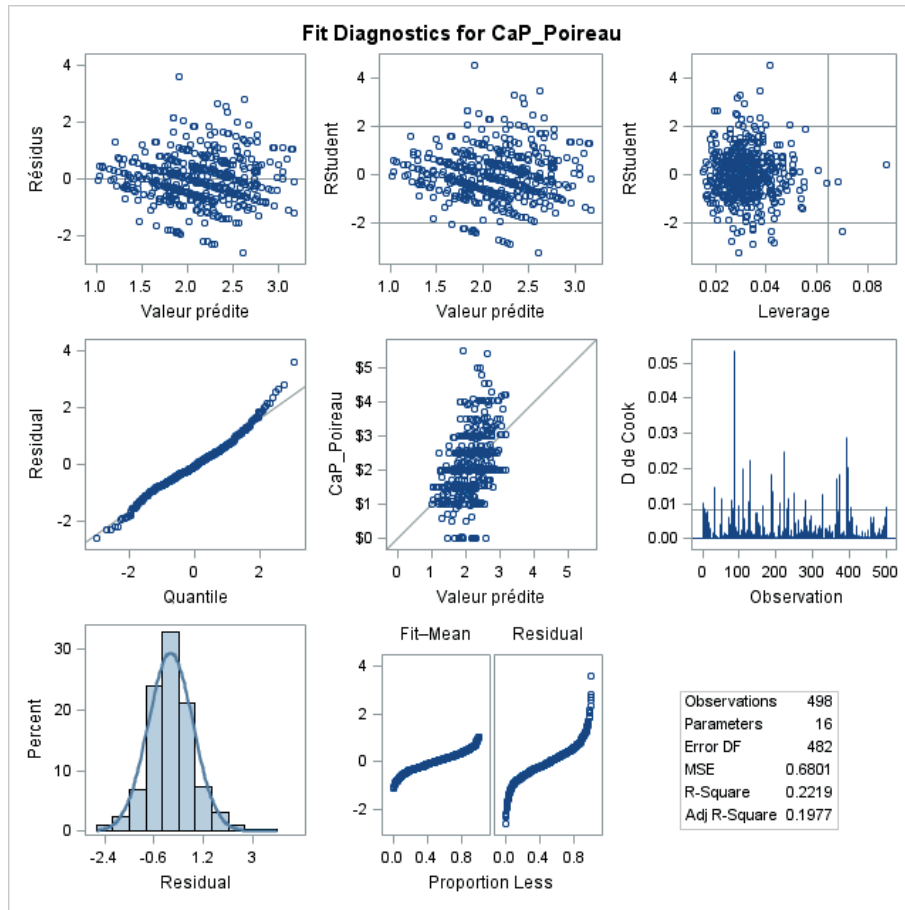 Fit Diagnostics for CaP_Poireau
4
2
0
-2
Résidus
1.0 1.5 2.0 2.5 3.0
Valeur prédite
4
2
0
-2
RStudent
1.0 1.5 2.0 2.5 3.0
Valeur prédite
4
2
0
-2
RStudent
0.02 0.04 0.06 0.08
Leverage
4
2
0
-2
Residual
-2 0 2
Quantile
$5
$4
$3
$2
$1
$0
CaP_Poireau
0 1 2 3 4 5
Valeur prédite
0.05
0.04
0.03
0.02
0.01
0.00
D de Cook
0 100 200 300 400 500
Observation
30
20
10
0
Percent
-2.4 -0.6 1.2 3
Residual
Fit–Mean Residual
4
2
0
-2
0.0 0.4 0.8 0.0 0.4 0.8
Proportion Less
Observations 498
Parameters 16
Error DF 482
MSE 0.6801
R-Square 0.2219
Adj R-Square 0.1977